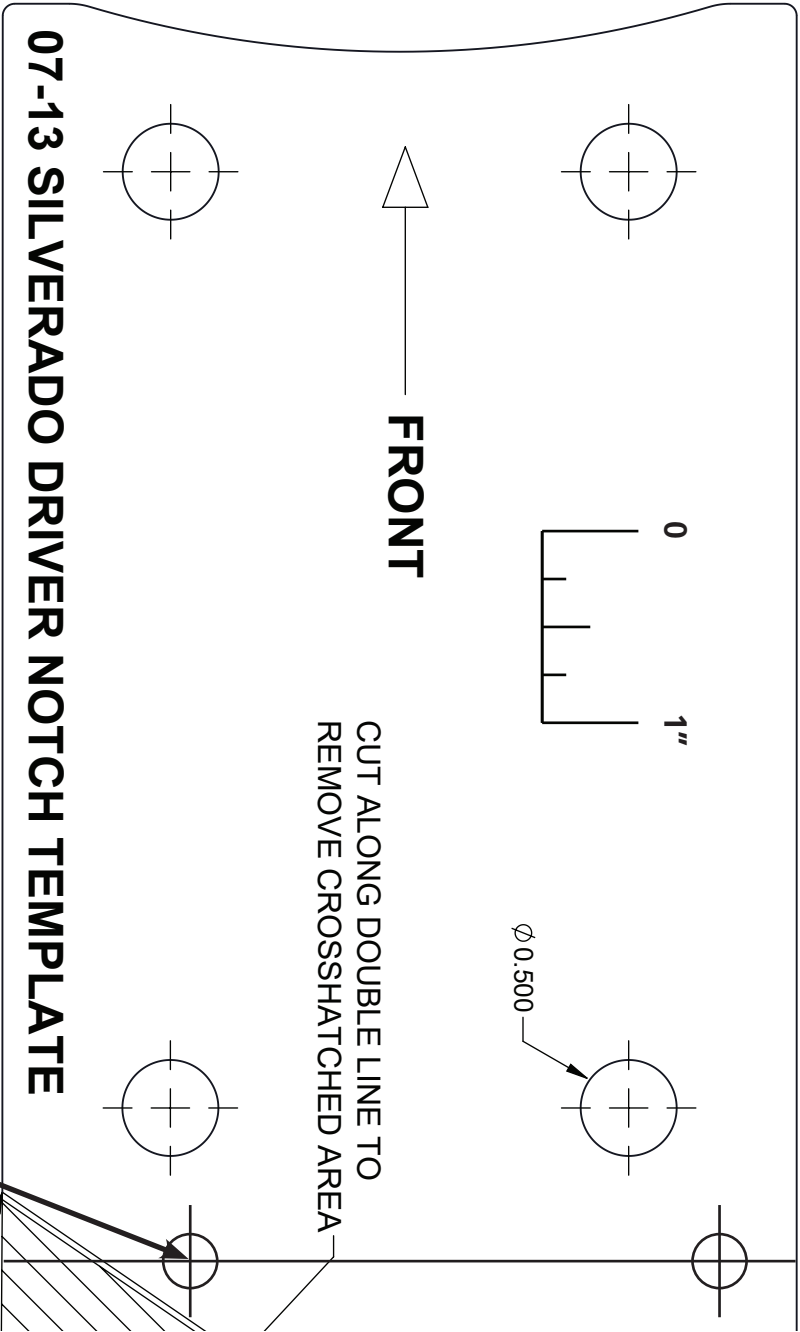 07-13 SILVERADO DRIVER NOTCH TEMPLATE
FRONT
0
1"
CUT ALONG DOUBLE LINE TO
REMOVE CROSSHATCHED AREA
∅ 0.500